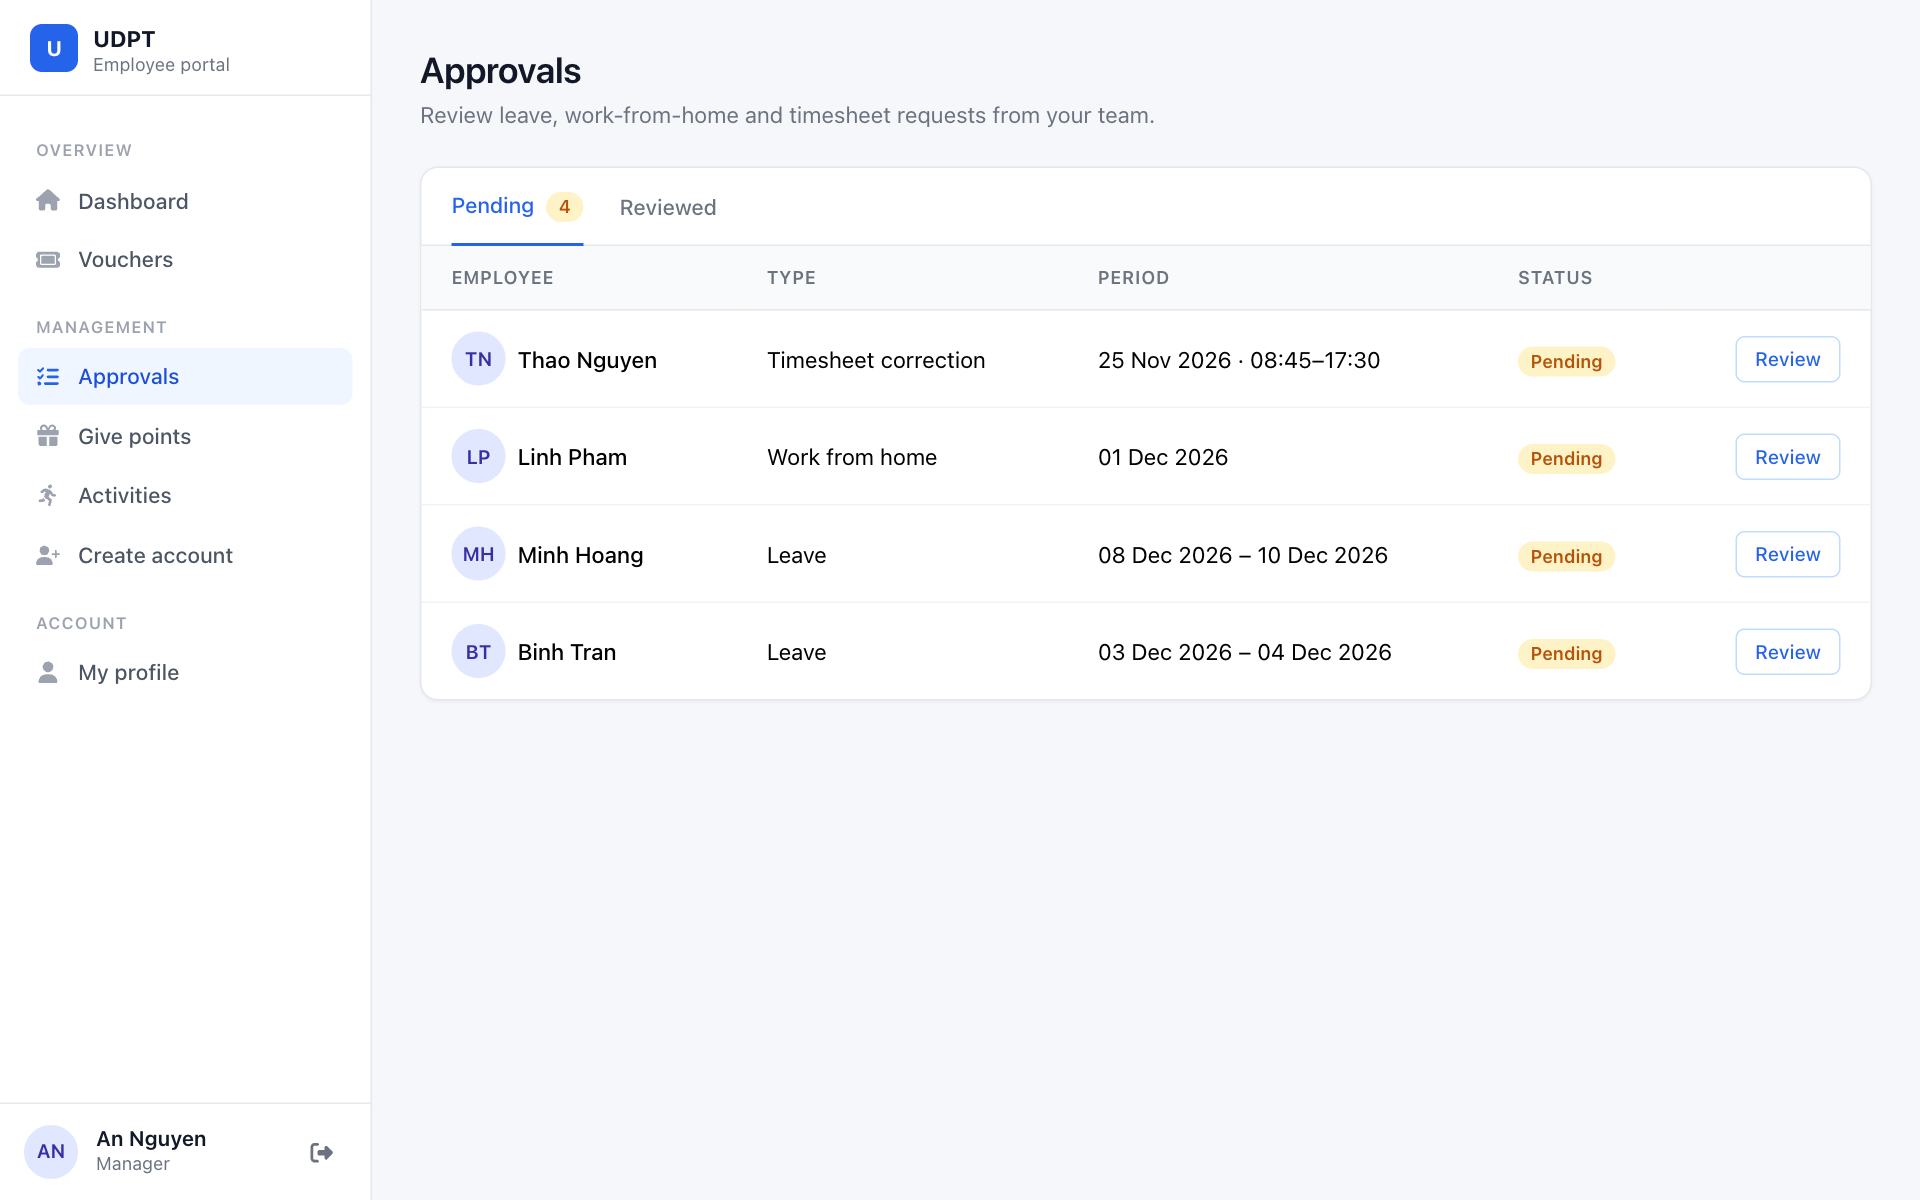 U
UDPT
Employee portal
OVERVIEW
Dashboard
Vouchers
MANAGEMENT
Approvals
Give points
Activities
Create account
ACCOUNT
My profile
AN
An Nguyen
Manager
Approvals
Review leave, work-from-home and timesheet requests from your team.
Pending 4 Reviewed
EMPLOYEE TYPE PERIOD STATUS
TN Thao Nguyen Timesheet correction 25 Nov 2026 · 08:45–17:30 Pending Review
LP Linh Pham Work from home 01 Dec 2026 Pending Review
MH Minh Hoang Leave 08 Dec 2026 – 10 Dec 2026 Pending Review
BT Binh Tran Leave 03 Dec 2026 – 04 Dec 2026 Pending Review